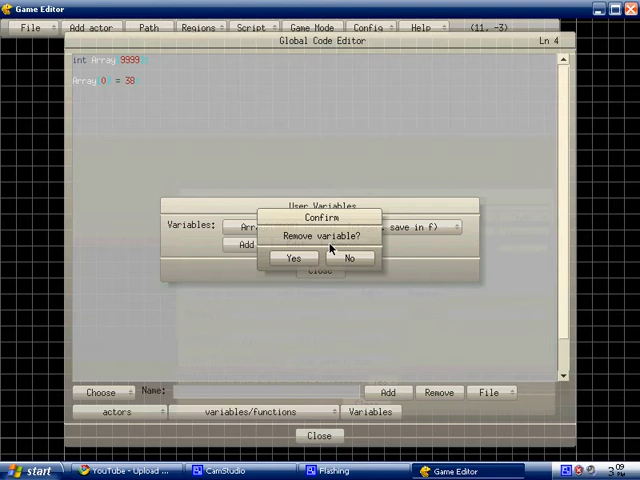 Game Editor
File Add actor Path Regions Script Game Mode Config Help (11, -3)
Global Code Editor Ln 4
int Array[9999];
Array[0] = 38;
User Variables
Variables: Arr save in f)
Confirm
Remove variable?
Add
Yes No
Close
Choose Name: Add Remove File
actors variables/functions Variables
Close
start YouTube - Upload ... CamStudio Flashing Game Editor 3:09 PM